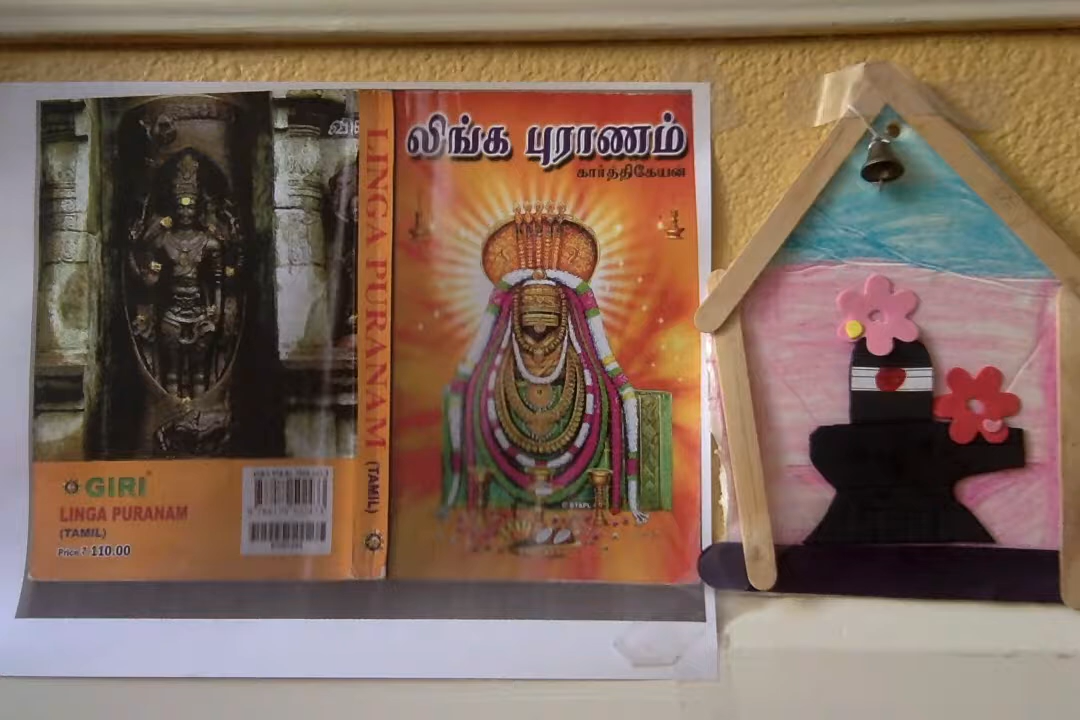 GIRI
LINGA PURANAM
(TAMIL)
Price ₹ 110.00
LINGA PURANAM (TAMIL)
லிங்க புராணம்
கார்த்திகேயன்